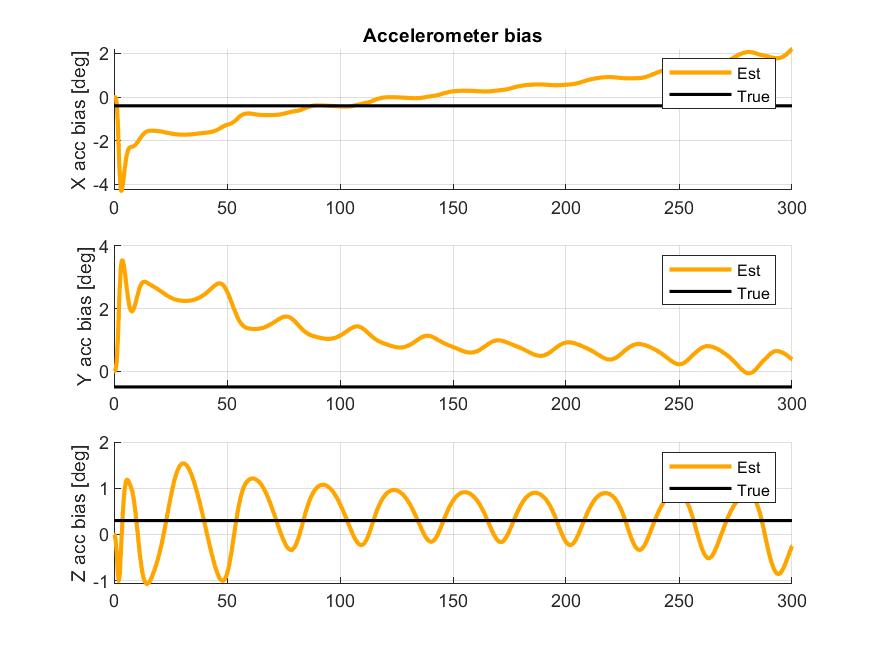 Accelerometer bias
X acc bias [deg]
2
0
-2
-4
Est
True
0 50 100 150 200 250 300
Y acc bias [deg]
4
2
0
Est
True
0 50 100 150 200 250 300
Z acc bias [deg]
2
1
0
-1
Est
True
0 50 100 150 200 250 300